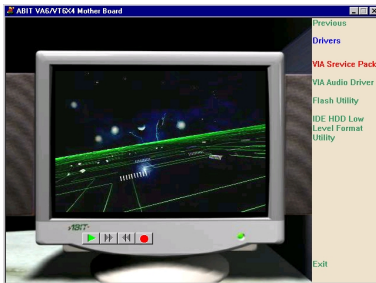 ABIT VA6/VT6X4 Mother Board
Previous
Drivers
VIA Srevice Pack
VIA Audio Driver
Flash Utility
IDE HDD Low
Level Format
Utility
ABIT
Exit